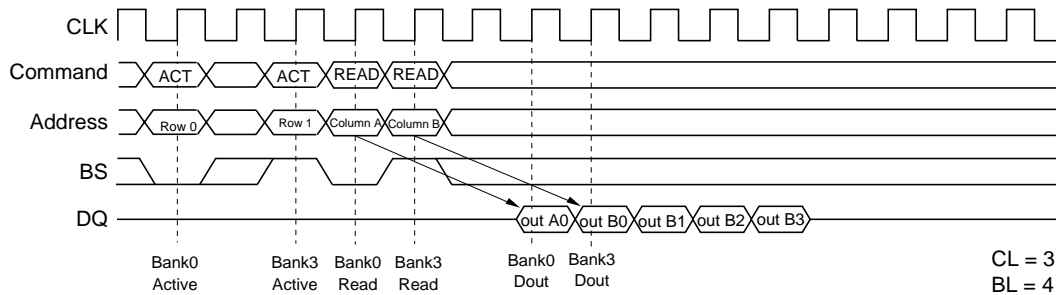 CLK
Command ACT ACT READ READ
Address Row 0 Row 1 Column A Column B
BS
DQ out A0 out B0 out B1 out B2 out B3
Bank0 Active
Bank3 Active
Bank0 Read
Bank3 Read
Bank0 Dout
Bank3 Dout
CL = 3
BL = 4